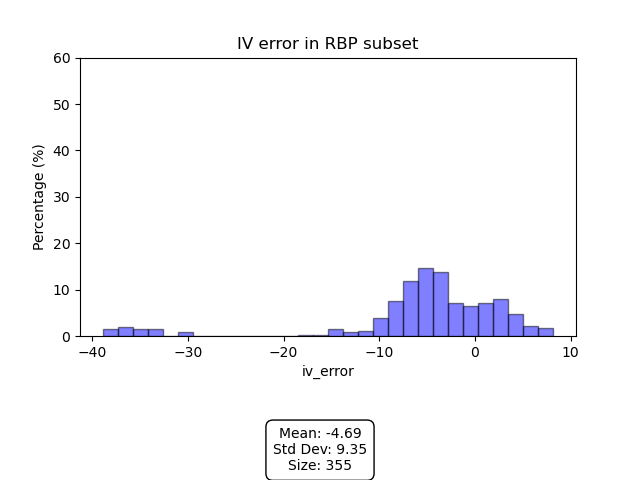 IV error in RBP subset
60
50
40
30
20
10
0
Percentage (%)
−40
−30
−20
−10
0
10
iv_error
Mean: -4.69
Std Dev: 9.35
Size: 355